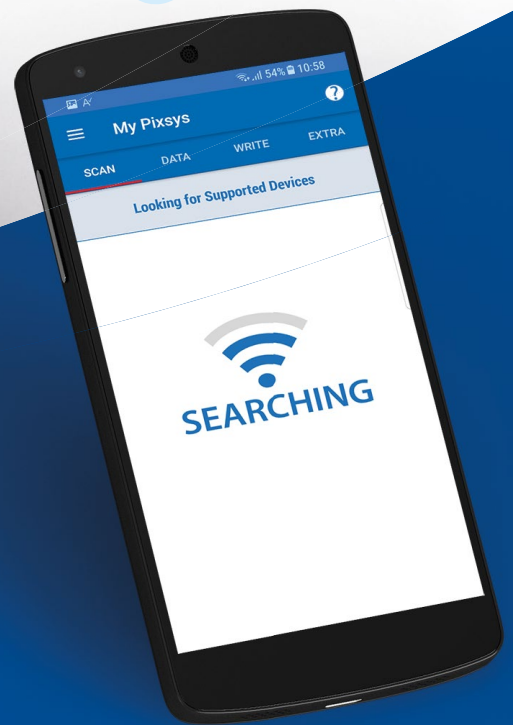 54% 10:58
My Pixsys
?
SCAN DATA WRITE EXTRA
Looking for Supported Devices
SEARCHING